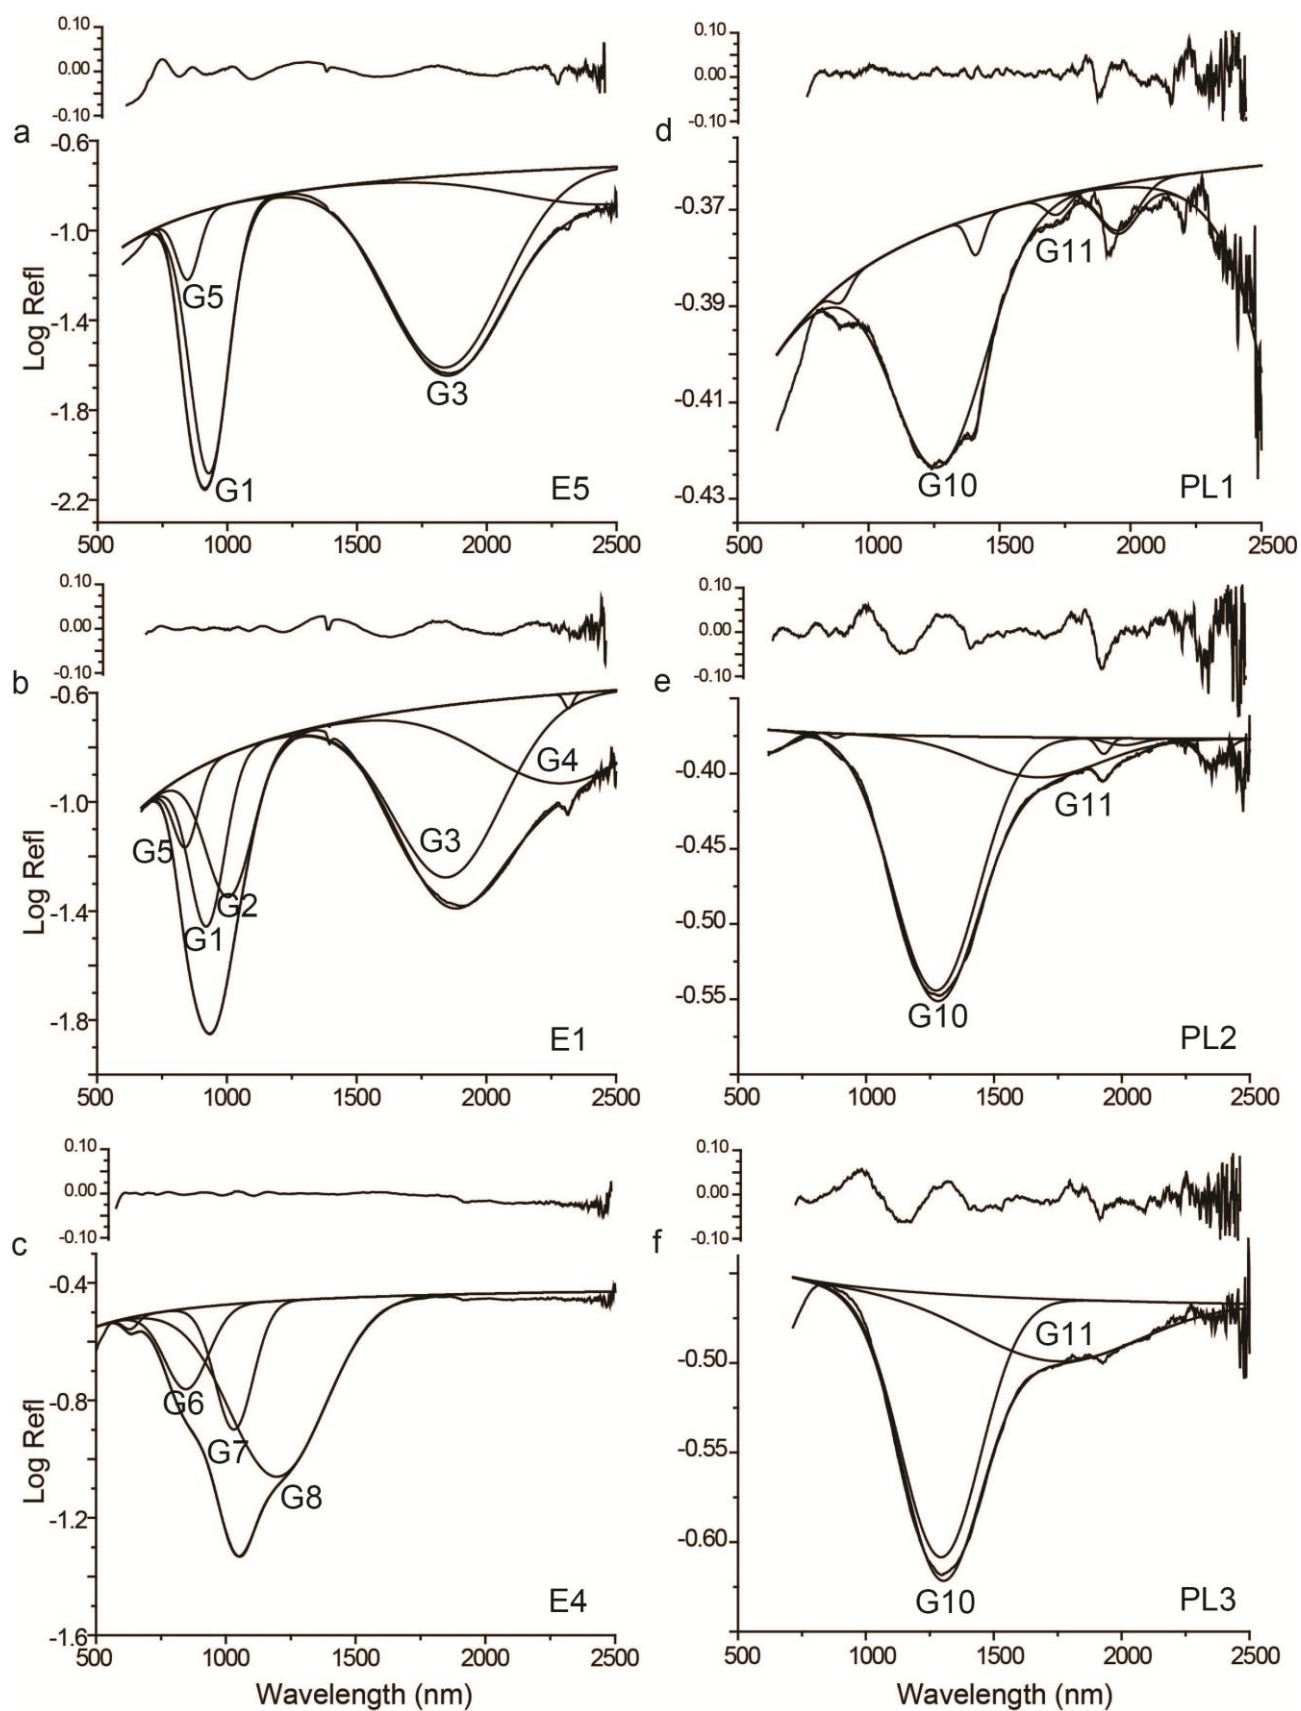 0.10
0.00
-0.10
a
-0.6
-1.0
-1.4
-1.8
-2.2
Log Refl
G5
G1
G3
E5
500 1000 1500 2000 2500
0.10
0.00
-0.10
d
-0.37
-0.39
-0.41
-0.43
G11
G10
PL1
500 1000 1500 2000 2500
0.10
0.00
-0.10
b
-0.6
-1.0
-1.4
-1.8
Log Refl
G5
G1
G2
G3
G4
E1
500 1000 1500 2000 2500
0.10
0.00
-0.10
e
-0.40
-0.45
-0.50
-0.55
G11
G10
PL2
500 1000 1500 2000 2500
0.10
0.00
-0.10
c
-0.4
-0.8
-1.2
-1.6
Log Refl
G6
G7
G8
E4
500 1000 1500 2000 2500
Wavelength (nm)
0.10
0.00
-0.10
f
-0.50
-0.55
-0.60
G11
G10
PL3
500 1000 1500 2000 2500
Wavelength (nm)